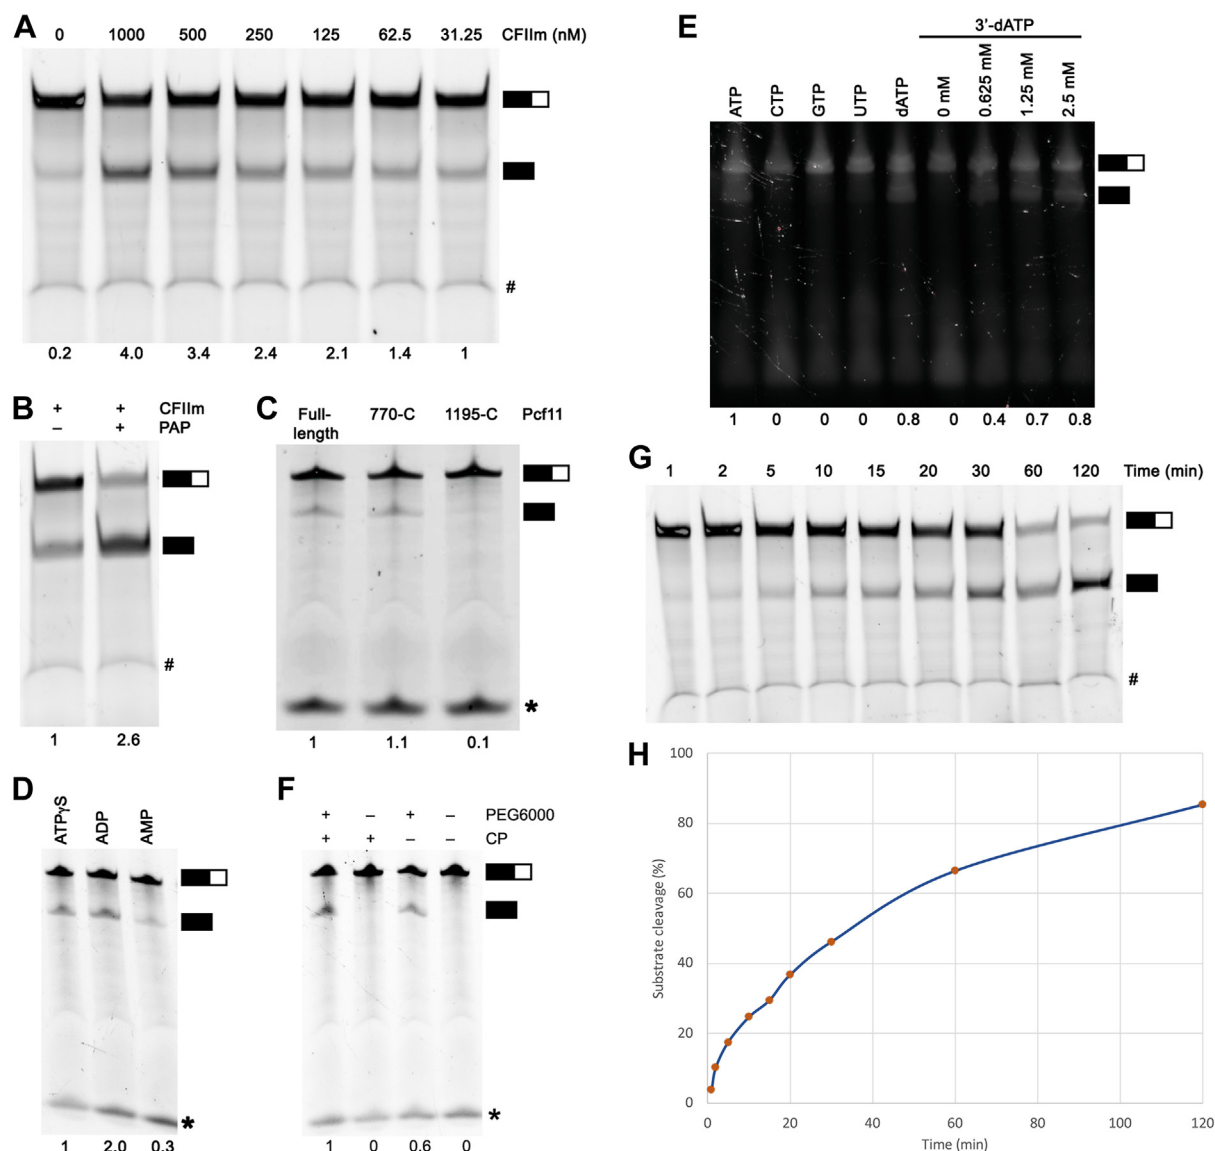 A
0 1000 500 250 125 62.5 31.25 CFIIm (nM)
#
0.2 4.0 3.4 2.4 2.1 1.4 1
B
+ + CFIIm
– + PAP
#
1 2.6
C
Full-length 770-C 1195-C Pcf11
*
1 1.1 0.1
D
ATPγS ADP AMP
*
1 2.0 0.3
E
3'-dATP
ATP CTP GTP UTP dATP 0 mM 0.625 mM 1.25 mM 2.5 mM
1 0 0 0 0.8 0 0.4 0.7 0.8
F
+ – + – PEG6000
+ + – – CP
*
1 0 0.6 0
G
1 2 5 10 15 20 30 60 120 Time (min)
#
H
100
80
60
40
20
0
Substrate cleavage (%)
0 20 40 60 80 100 120
Time (min)